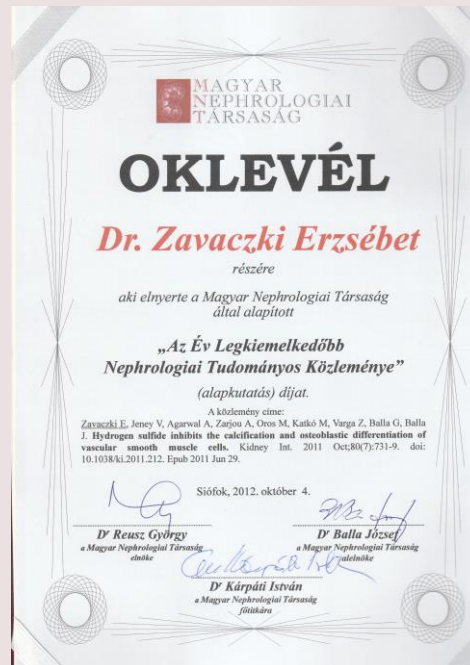 MAGYAR
NEPHROLOGIAI
TÁRSASÁG
OKLEVÉL
Dr. Zavaczki Erzsébet
részére
aki elnyerte a Magyar Nephrologiai Társaság
által alapított
„Az Év Legkiemelkedőbb
Nephrologiai Tudományos Közleménye”
(alapkutatás) díjat.
A közlemény címe:
Zavaczki E, Jeney V, Agarwal A, Zarjou A, Oros M, Katkó M, Varga Z, Balla G, Balla
J. Hydrogen sulfide inhibits the calcification and osteoblastic differentiation of
vascular smooth muscle cells. Kidney Int. 2011 Oct;80(7):731-9. doi:
10.1038/ki.2011.212. Epub 2011 Jun 29.
Siófok, 2012. október 4.
Dʳ Reusz György
a Magyar Nephrologiai Társaság
elnöke
Dʳ Balla József
a Magyar Nephrologiai Társaság
alelnöke
Dʳ Kárpáti István
a Magyar Nephrologiai Társaság
főtitkára